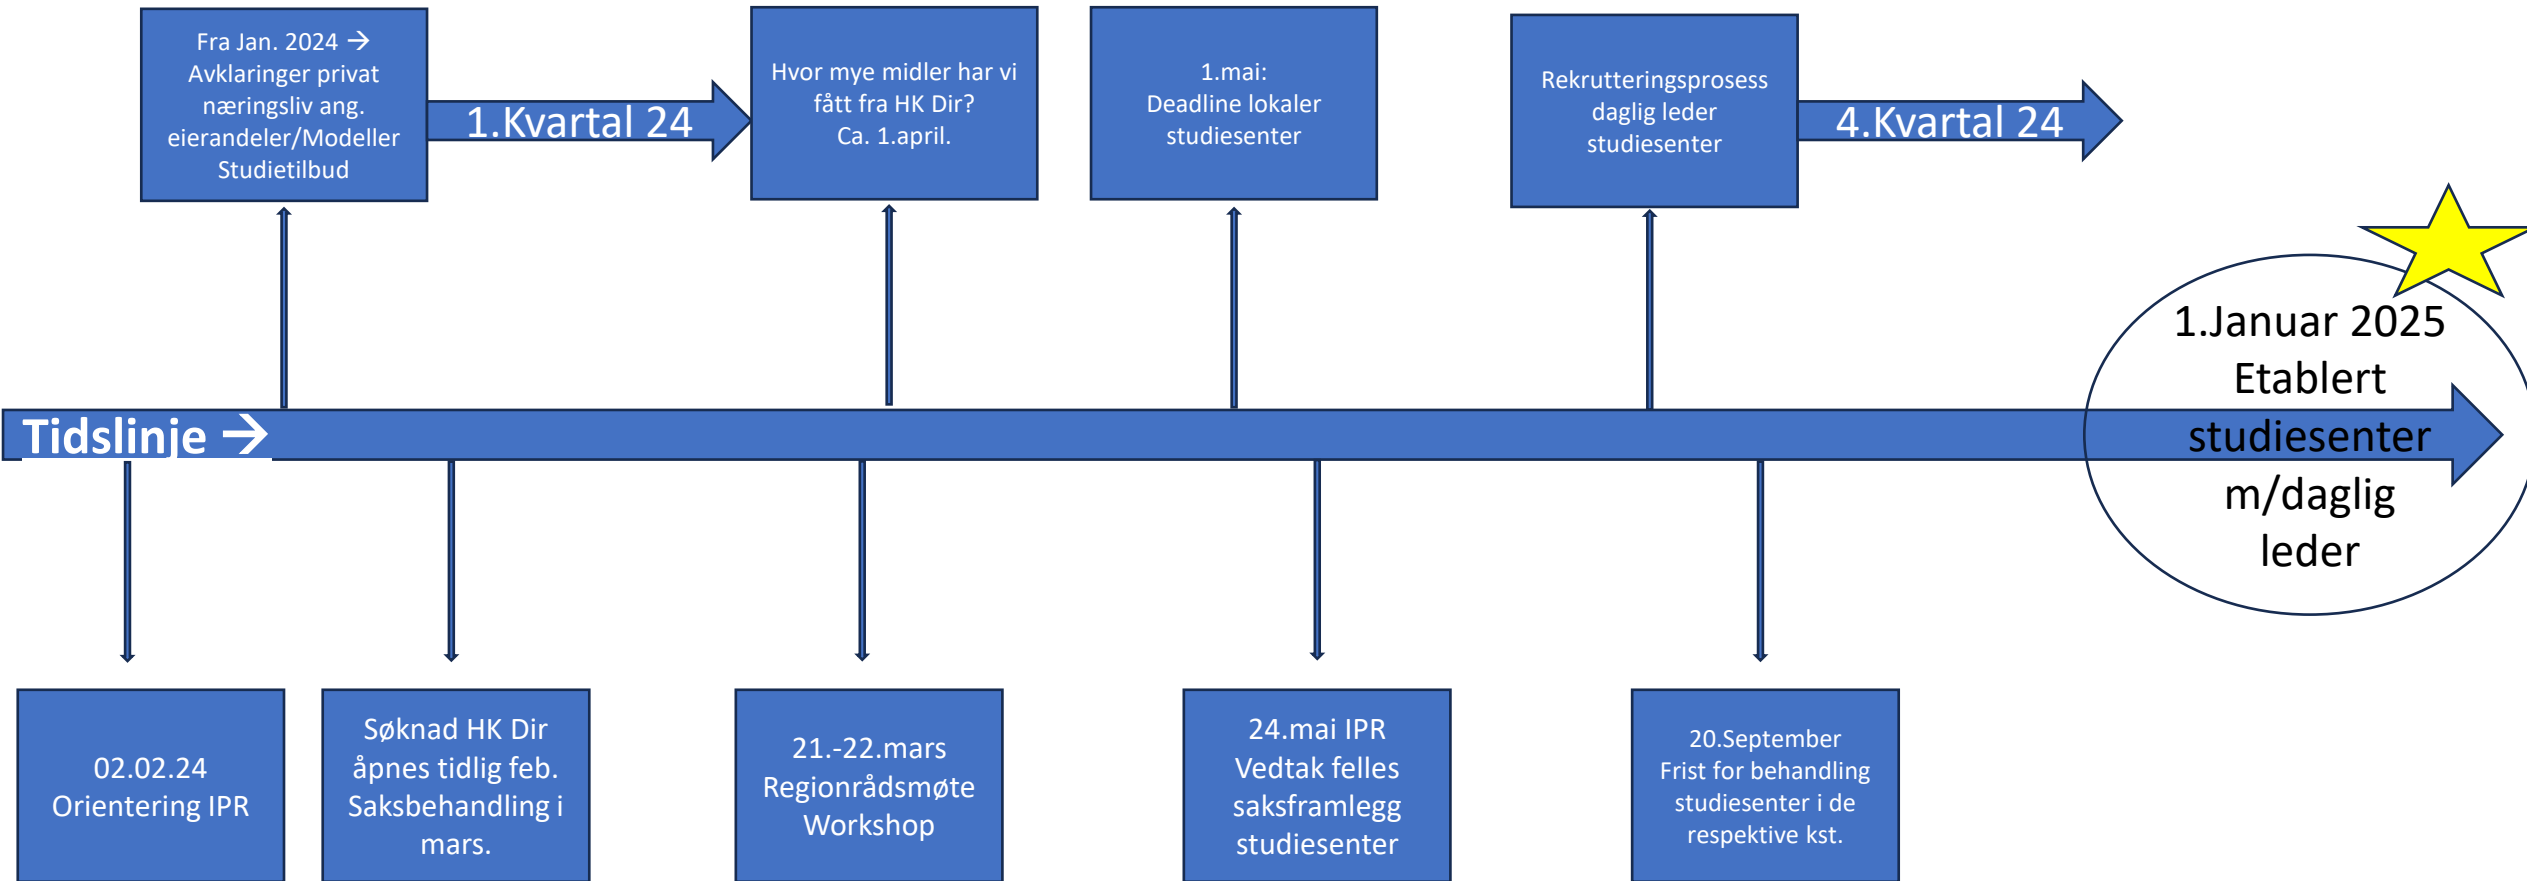 Fra Jan. 2024 →
Avklaringer privat
næringsliv ang.
eierandeler/Modeller
Studietilbud
1.Kvartal 24
Hvor mye midler har vi
fått fra HK Dir?
Ca. 1.april.
1.mai:
Deadline lokaler
studiesenter
Rekrutteringsprosess
daglig leder
studiesenter
4.Kvartal 24
Tidslinje →
1.Januar 2025
Etablert
studiesenter
m/daglig
leder
02.02.24
Orientering IPR
Søknad HK Dir
åpnes tidlig feb.
Saksbehandling i
mars.
21.-22.mars
Regionrådsmøte
Workshop
24.mai IPR
Vedtak felles
saksframlegg
studiesenter
20.September
Frist for behandling
studiesenter i de
respektive kst.